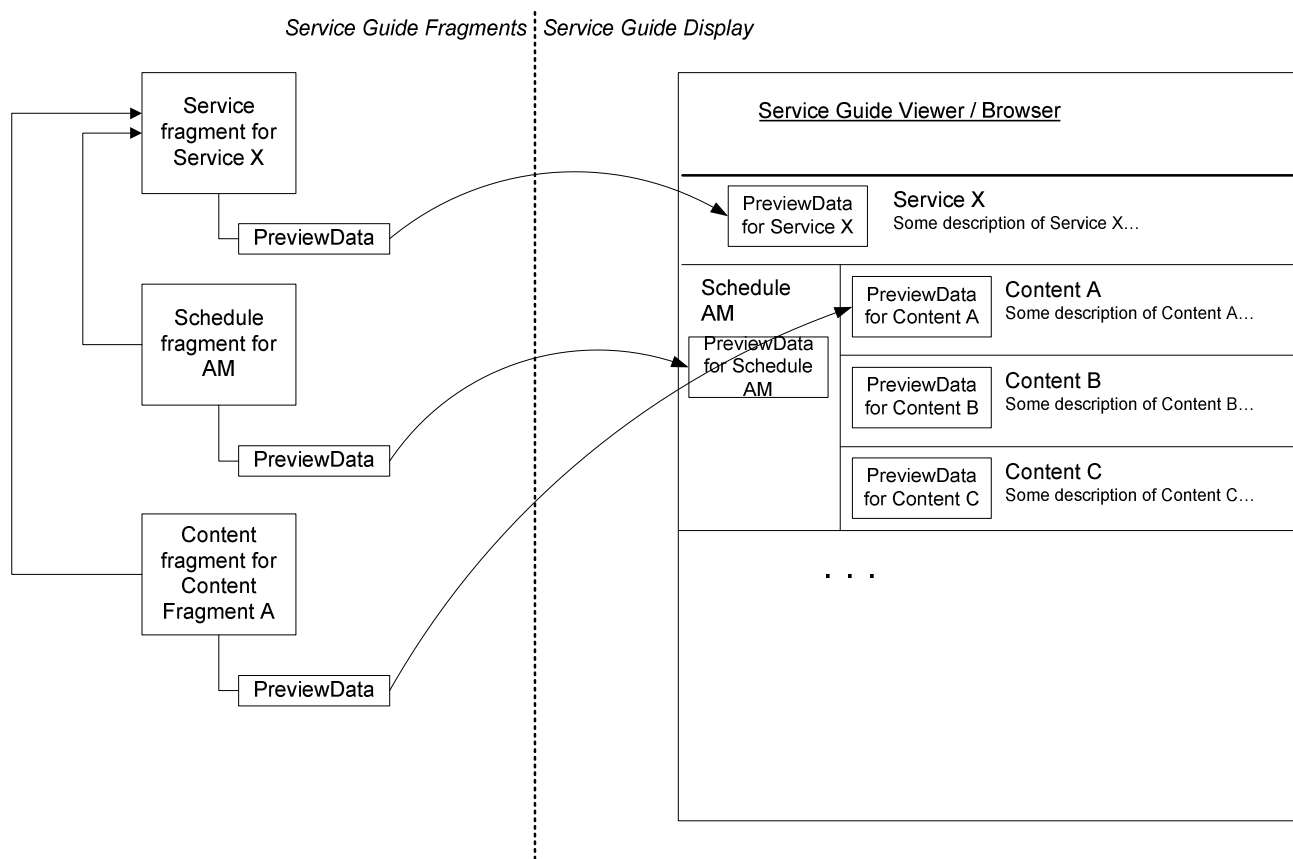 Service Guide Fragments
Service Guide Display
Service
fragment for
Service X
PreviewData
Schedule
fragment for
AM
PreviewData
Content
fragment for
Content
Fragment A
PreviewData
Service Guide Viewer / Browser
PreviewData
for Service X
Service X
Some description of Service X…
Schedule
AM
PreviewData
for Schedule
AM
PreviewData
for Content A
Content A
Some description of Content A…
PreviewData
for Content B
Content B
Some description of Content B…
PreviewData
for Content C
Content C
Some description of Content C…
. . .